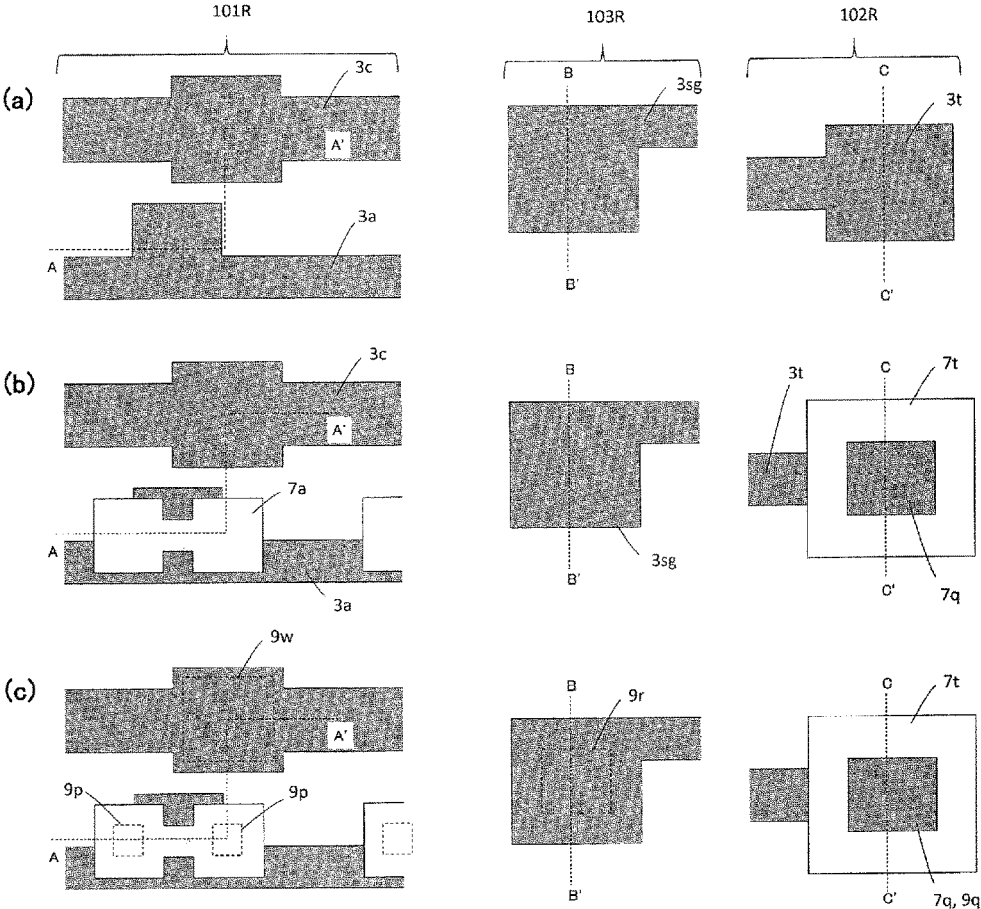 101R
103R
102R
(a)
3c
A'
3a
A
B
3sg
B'
C
3t
C'
(b)
3c
A'
7a
A
3a
B
3sg
B'
3t
C
7t
C'
7q
(c)
9w
A'
9p
9p
A
B
9r
B'
C
7t
C'
7q, 9q